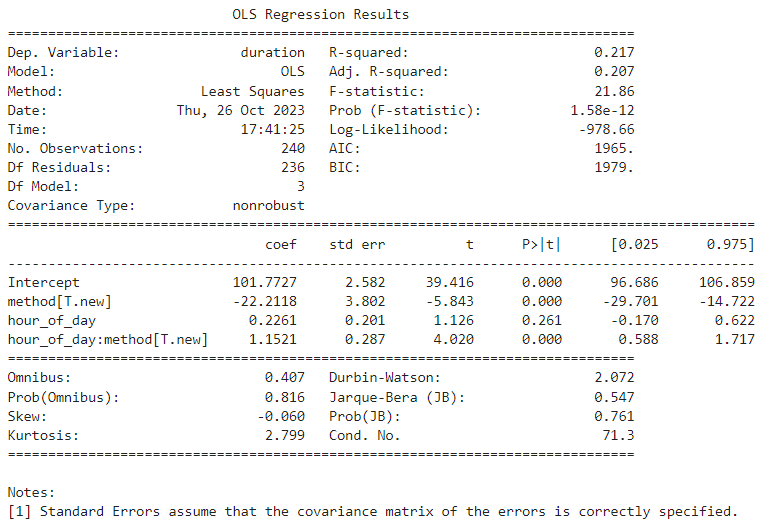 OLS Regression Results
==============================================================================
Dep. Variable: duration R-squared: 0.217
Model: OLS Adj. R-squared: 0.207
Method: Least Squares F-statistic: 21.86
Date: Thu, 26 Oct 2023 Prob (F-statistic): 1.58e-12
Time: 17:41:25 Log-Likelihood: -978.66
No. Observations: 240 AIC: 1965.
Df Residuals: 236 BIC: 1979.
Df Model: 3
Covariance Type: nonrobust
=============================================================================================
coef std err t P>|t| [0.025 0.975]
---------------------------------------------------------------------------------------------
Intercept 101.7727 2.582 39.416 0.000 96.686 106.859
method[T.new] -22.2118 3.802 -5.843 0.000 -29.701 -14.722
hour_of_day 0.2261 0.201 1.126 0.261 -0.170 0.622
hour_of_day:method[T.new] 1.1521 0.287 4.020 0.000 0.588 1.717
==============================================================================
Omnibus: 0.407 Durbin-Watson: 2.072
Prob(Omnibus): 0.816 Jarque-Bera (JB): 0.547
Skew: -0.060 Prob(JB): 0.761
Kurtosis: 2.799 Cond. No. 71.3
==============================================================================
Notes:
[1] Standard Errors assume that the covariance matrix of the errors is correctly specified.